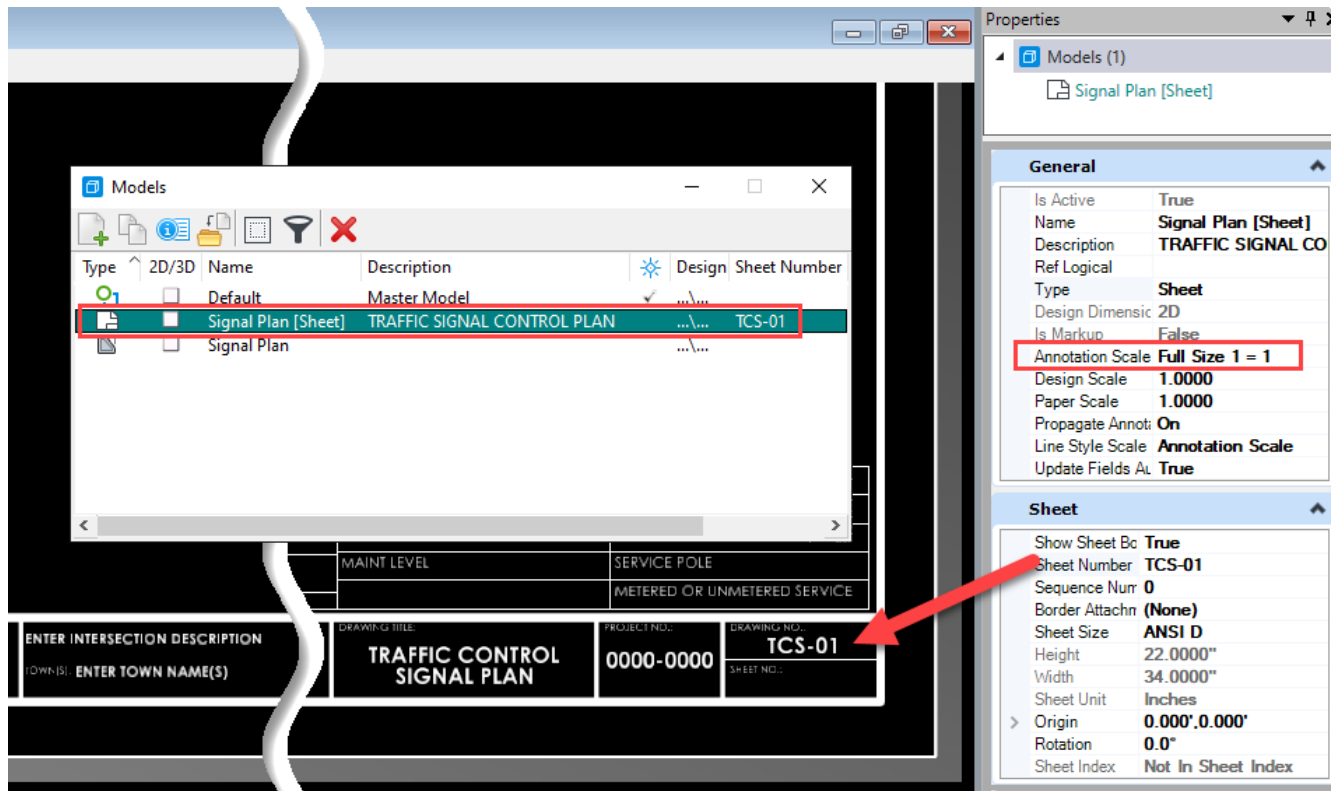 Properties
Models (1)
Signal Plan [Sheet]
Models
Type 2D/3D Name Description Design Sheet Number
Default Master Model ...\...
Signal Plan [Sheet] TRAFFIC SIGNAL CONTROL PLAN ...\... TCS-01
Signal Plan ...\...
MAINT LEVEL SERVICE POLE
METERED OR UNMETERED SERVICE
ENTER INTERSECTION DESCRIPTION
TOWN(S): ENTER TOWN NAME(S)
DRAWING TITLE:
TRAFFIC CONTROL
SIGNAL PLAN
PROJECT NO.:
0000-0000
DRAWING NO.:
TCS-01
SHEET NO.:
General
Is Active True
Name Signal Plan [Sheet]
Description TRAFFIC SIGNAL CO
Ref Logical
Type Sheet
Design Dimensic 2D
Is Markup False
Annotation Scale Full Size 1 = 1
Design Scale 1.0000
Paper Scale 1.0000
Propagate Annota On
Line Style Scale Annotation Scale
Update Fields Au True
Sheet
Show Sheet Bo True
Sheet Number TCS-01
Sequence Num 0
Border Attachm (None)
Sheet Size ANSI D
Height 22.0000"
Width 34.0000"
Sheet Unit Inches
Origin 0.000',0.000'
Rotation 0.0°
Sheet Index Not In Sheet Index